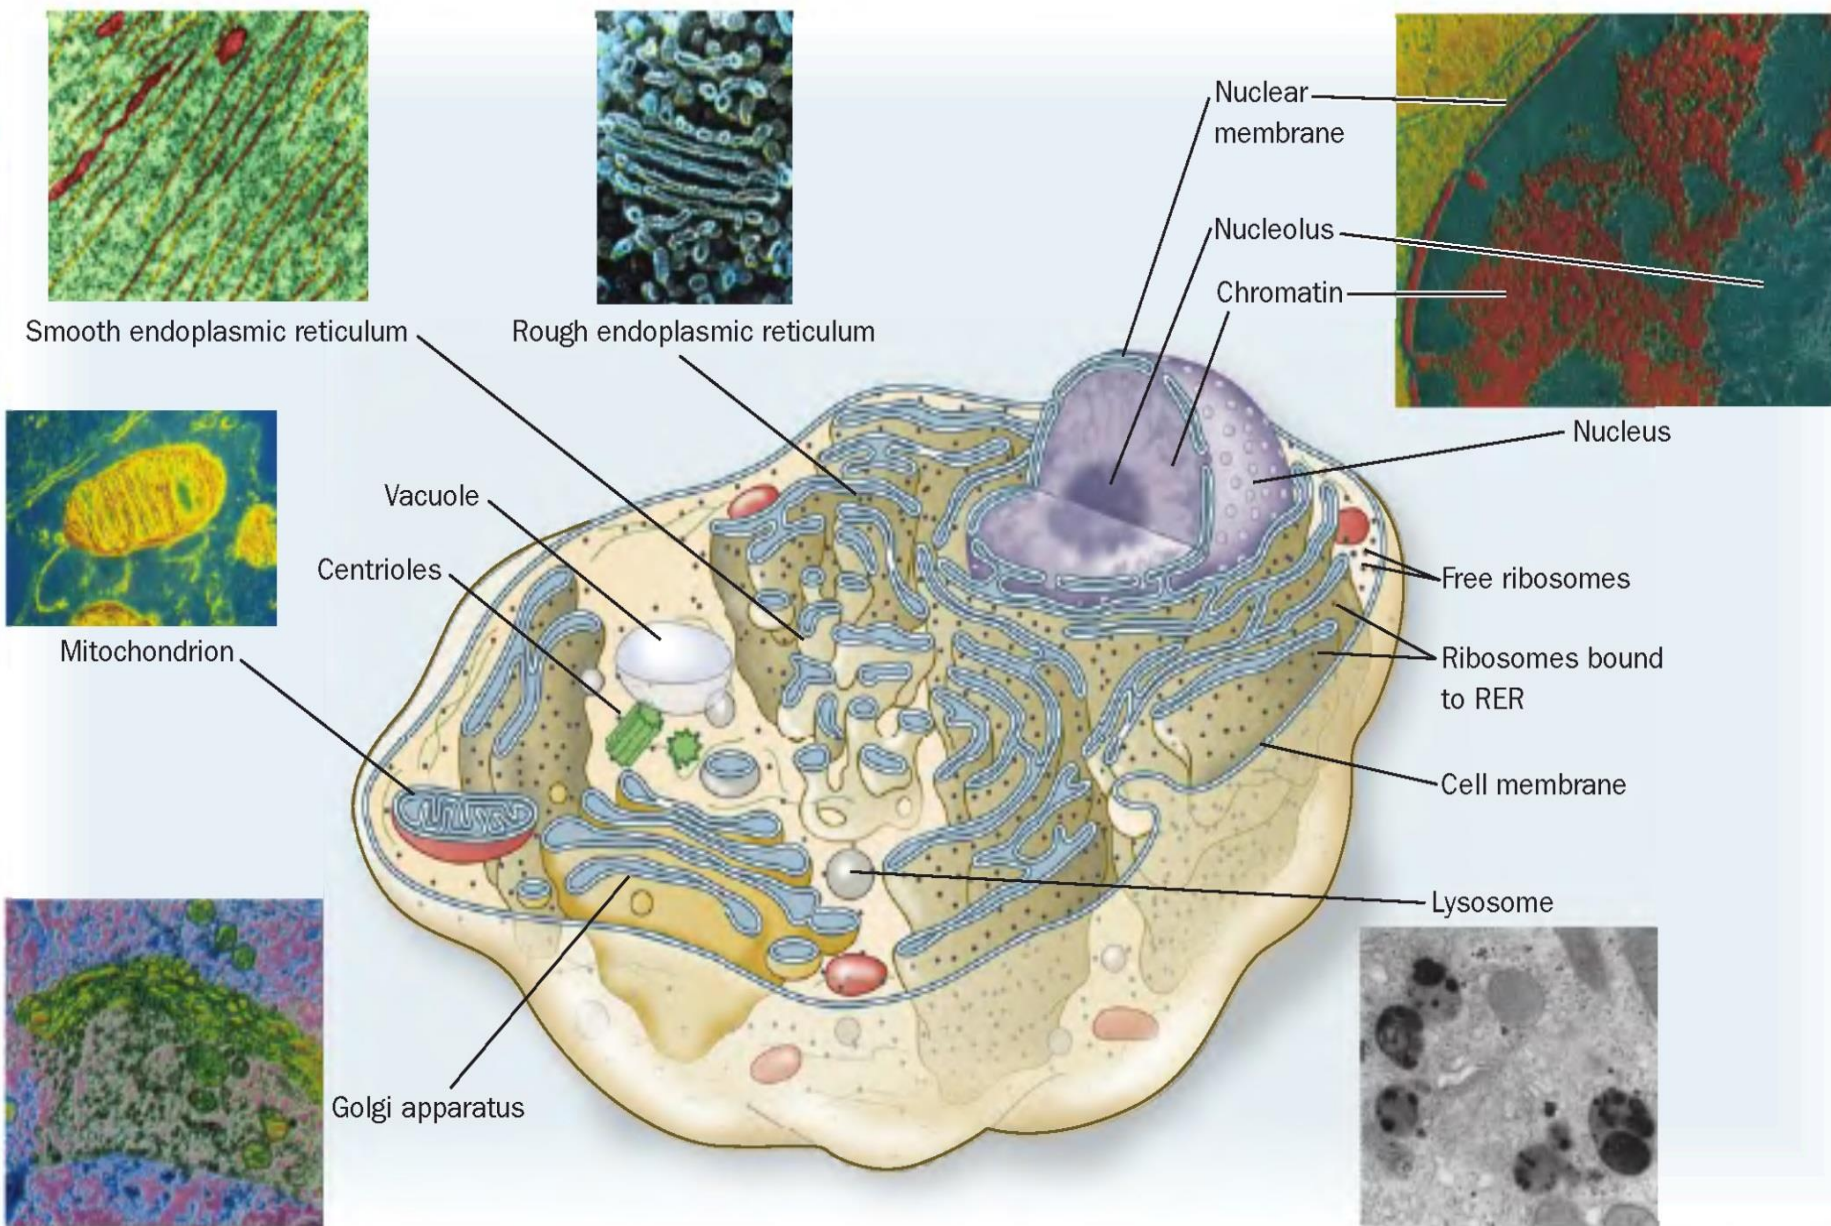 Nuclear
membrane
Nucleolus
Chromatin
Smooth endoplasmic reticulum
Rough endoplasmic reticulum
Nucleus
Vacuole
Centrioles
Free ribosomes
Mitochondrion
Ribosomes bound
to RER
Cell membrane
Lysosome
Golgi apparatus